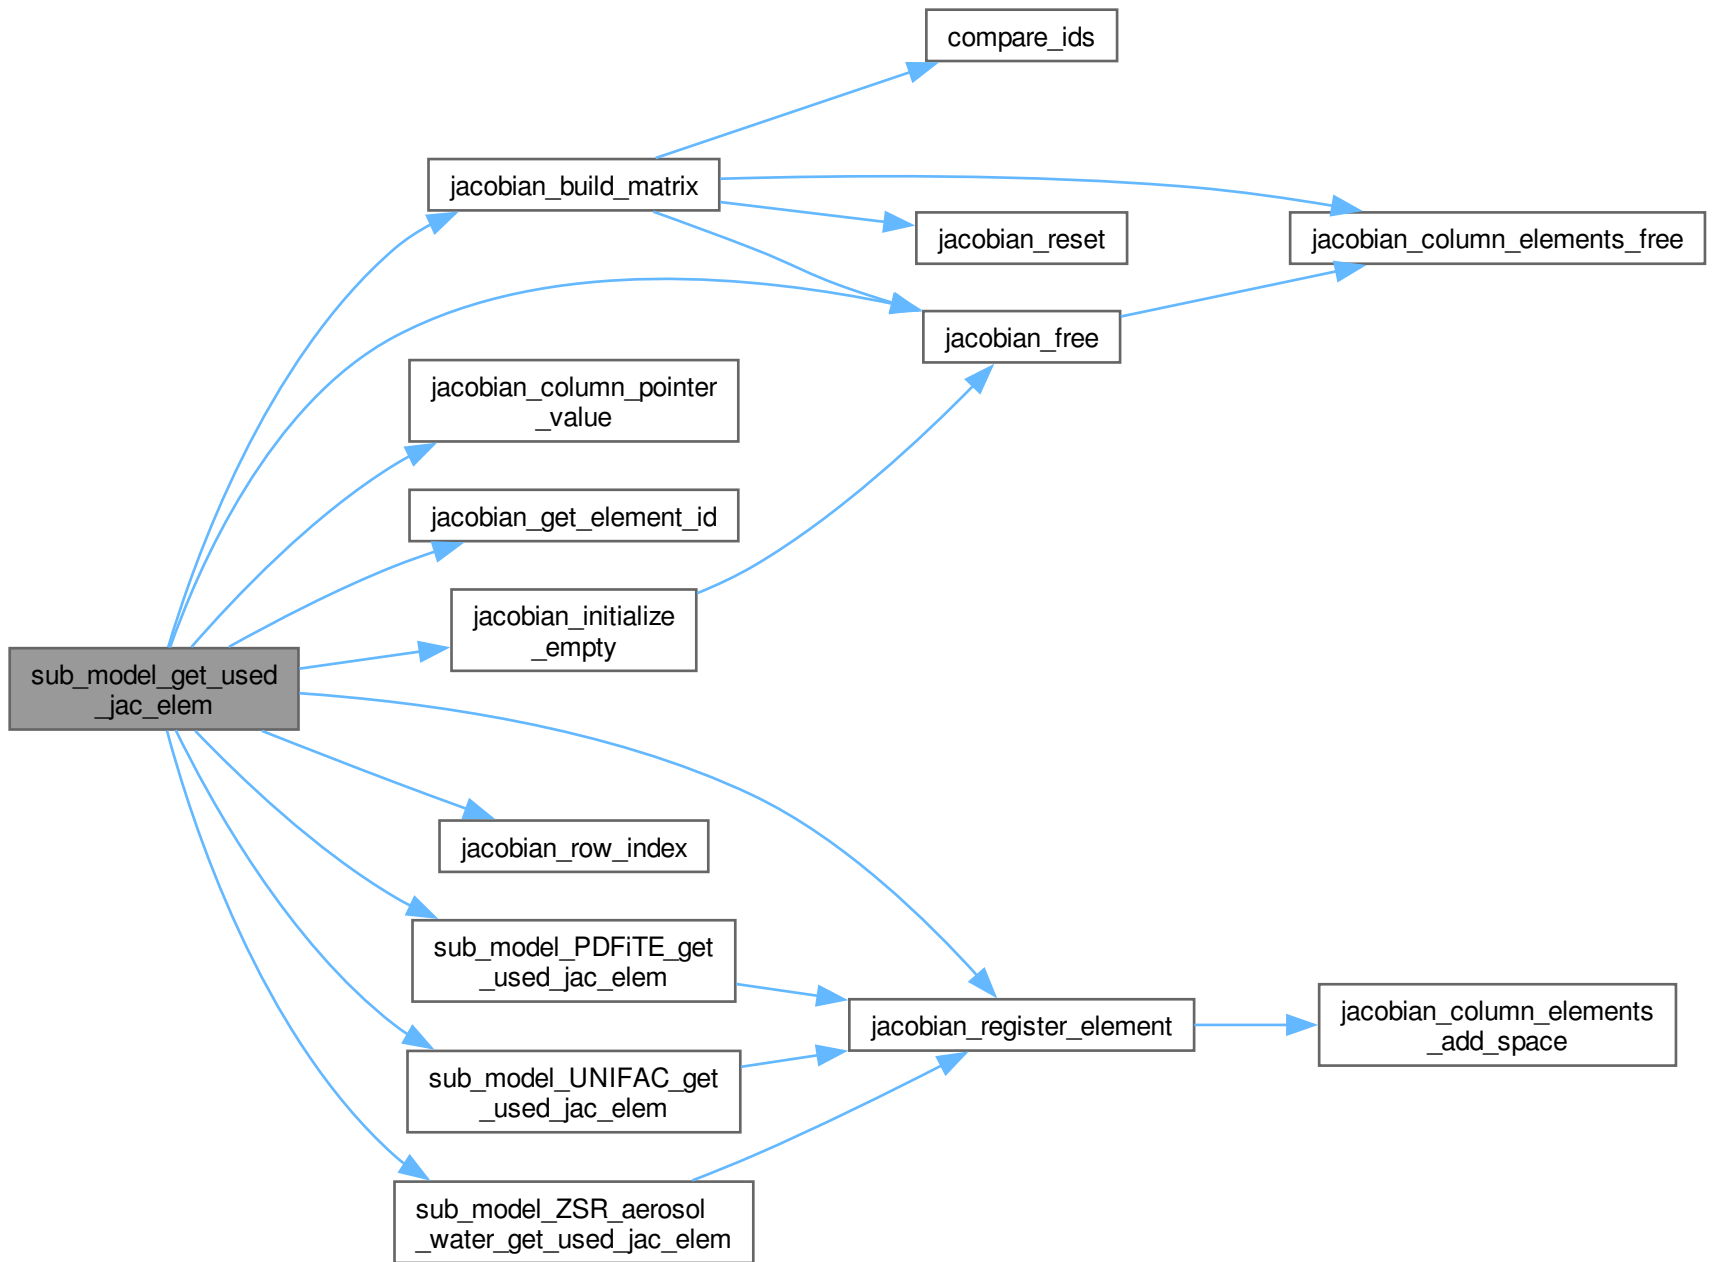 compare_ids
jacobian_build_matrix
jacobian_reset
jacobian_column_elements_free
jacobian_free
jacobian_column_pointer
_value
jacobian_get_element_id
jacobian_initialize
_empty
sub_model_get_used
_jac_elem
jacobian_row_index
sub_model_PDFiTE_get
_used_jac_elem
jacobian_register_element
jacobian_column_elements
_add_space
sub_model_UNIFAC_get
_used_jac_elem
sub_model_ZSR_aerosol
_water_get_used_jac_elem